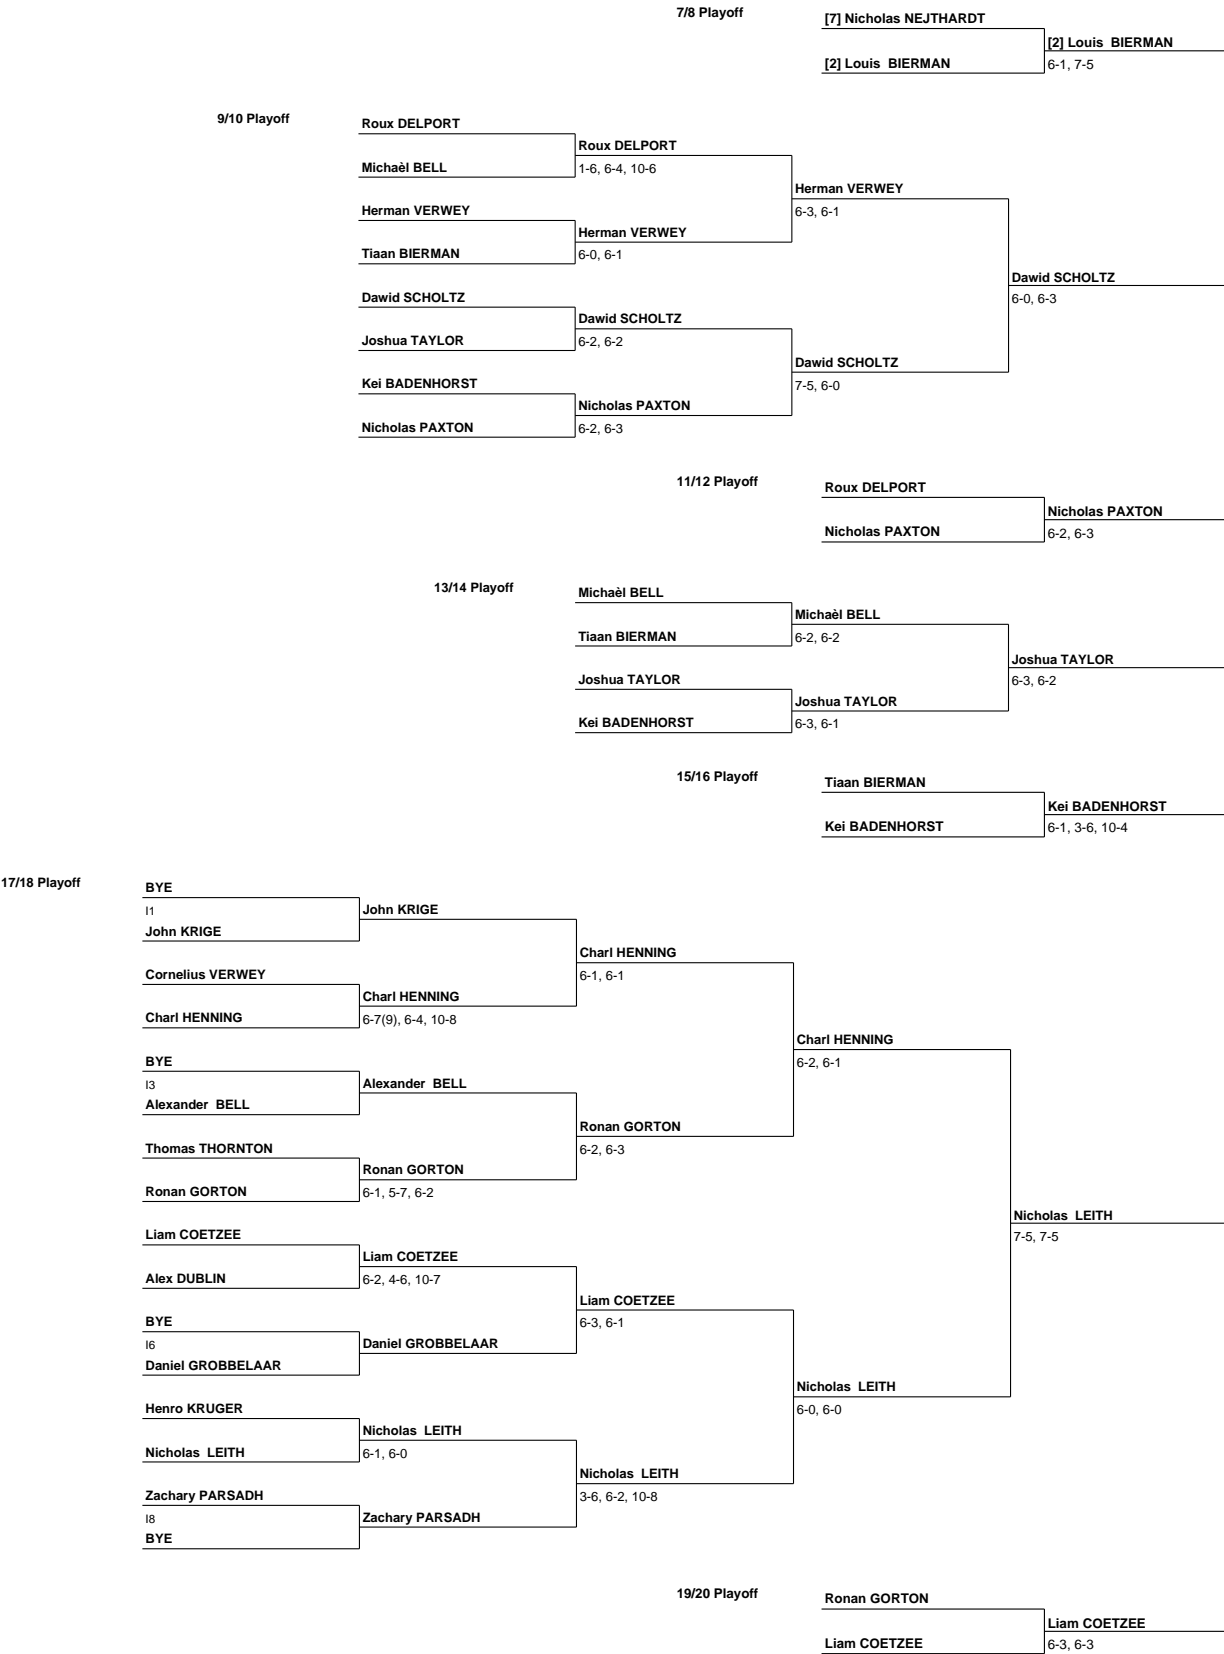 7/8 Playoff
[7] Nicholas NEJTHARDT
[2] Louis BIERMAN
[2] Louis BIERMAN
6-1, 7-5
9/10 Playoff
Roux DELPORT
Roux DELPORT
Michaèl BELL
1-6, 6-4, 10-6
Herman VERWEY
Herman VERWEY
6-3, 6-1
Herman VERWEY
Tiaan BIERMAN
6-0, 6-1
Dawid SCHOLTZ
Dawid SCHOLTZ
6-0, 6-3
Dawid SCHOLTZ
Joshua TAYLOR
6-2, 6-2
Dawid SCHOLTZ
Kei BADENHORST
7-5, 6-0
Nicholas PAXTON
Nicholas PAXTON
6-2, 6-3
11/12 Playoff
Roux DELPORT
Nicholas PAXTON
Nicholas PAXTON
6-2, 6-3
13/14 Playoff
Michaèl BELL
Michaèl BELL
Tiaan BIERMAN
6-2, 6-2
Joshua TAYLOR
Joshua TAYLOR
6-3, 6-2
Joshua TAYLOR
Kei BADENHORST
6-3, 6-1
15/16 Playoff
Tiaan BIERMAN
Kei BADENHORST
Kei BADENHORST
6-1, 3-6, 10-4
17/18 Playoff
BYE
I1
John KRIGE
John KRIGE
Charl HENNING
6-1, 6-1
Cornelius VERWEY
Charl HENNING
Charl HENNING
6-7(9), 6-4, 10-8
Charl HENNING
6-2, 6-1
BYE
I3
Alexander BELL
Alexander BELL
Ronan GORTON
6-2, 6-3
Thomas THORNTON
Ronan GORTON
Ronan GORTON
6-1, 5-7, 6-2
Nicholas LEITH
7-5, 7-5
Liam COETZEE
Liam COETZEE
Alex DUBLIN
6-2, 4-6, 10-7
Liam COETZEE
6-3, 6-1
BYE
I6
Daniel GROBBELAAR
Daniel GROBBELAAR
Nicholas LEITH
6-0, 6-0
Henro KRUGER
Nicholas LEITH
Nicholas LEITH
6-1, 6-0
Nicholas LEITH
3-6, 6-2, 10-8
Zachary PARSADH
I8
Zachary PARSADH
BYE
19/20 Playoff
Ronan GORTON
Liam COETZEE
Liam COETZEE
6-3, 6-3